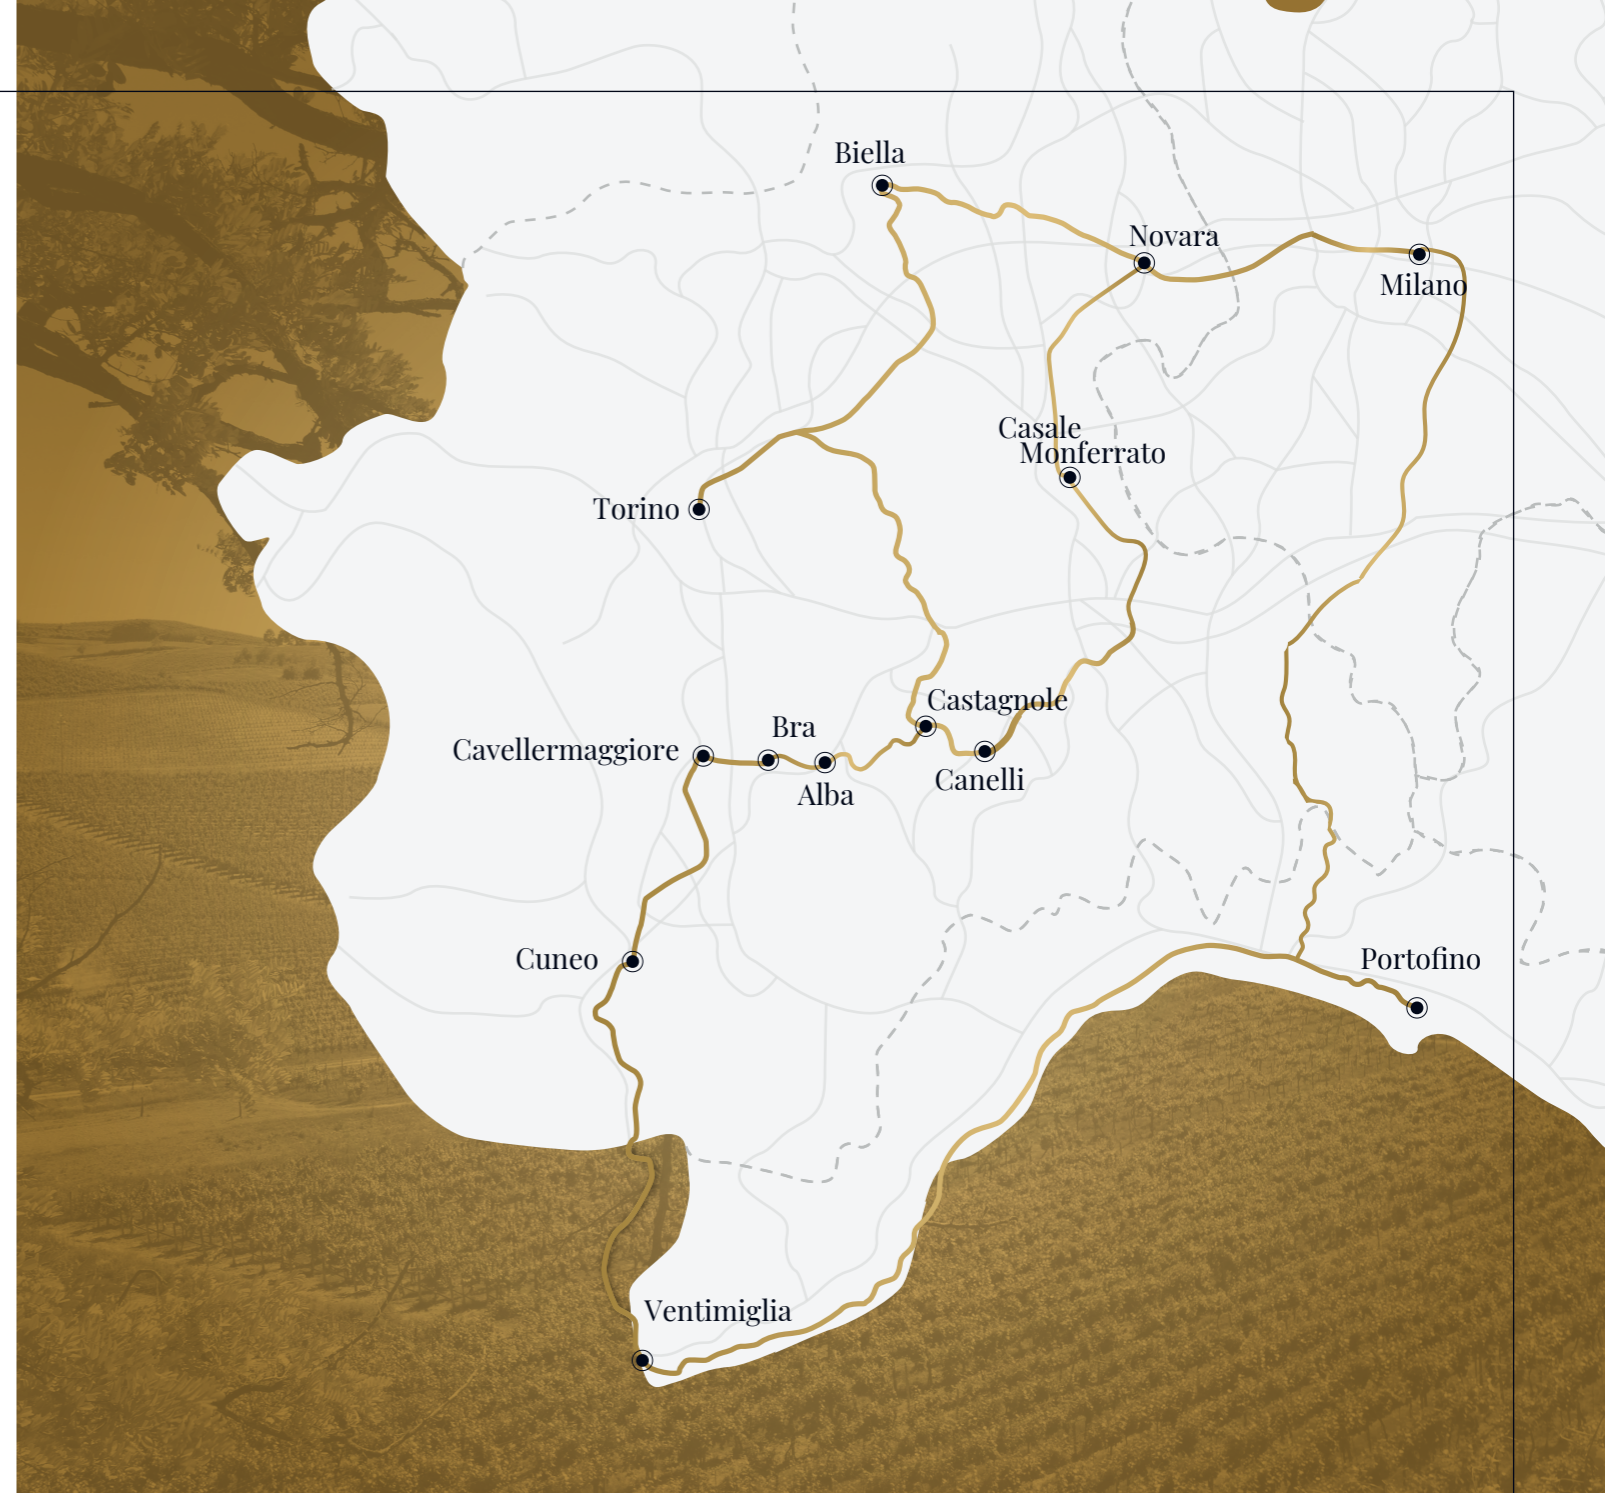 Biella
Novara
Milano
Casale
Monferrato
Torino
Castagnole
Bra
Cavellermaggiore
Canelli
Alba
Cuneo
Portofino
Ventimiglia